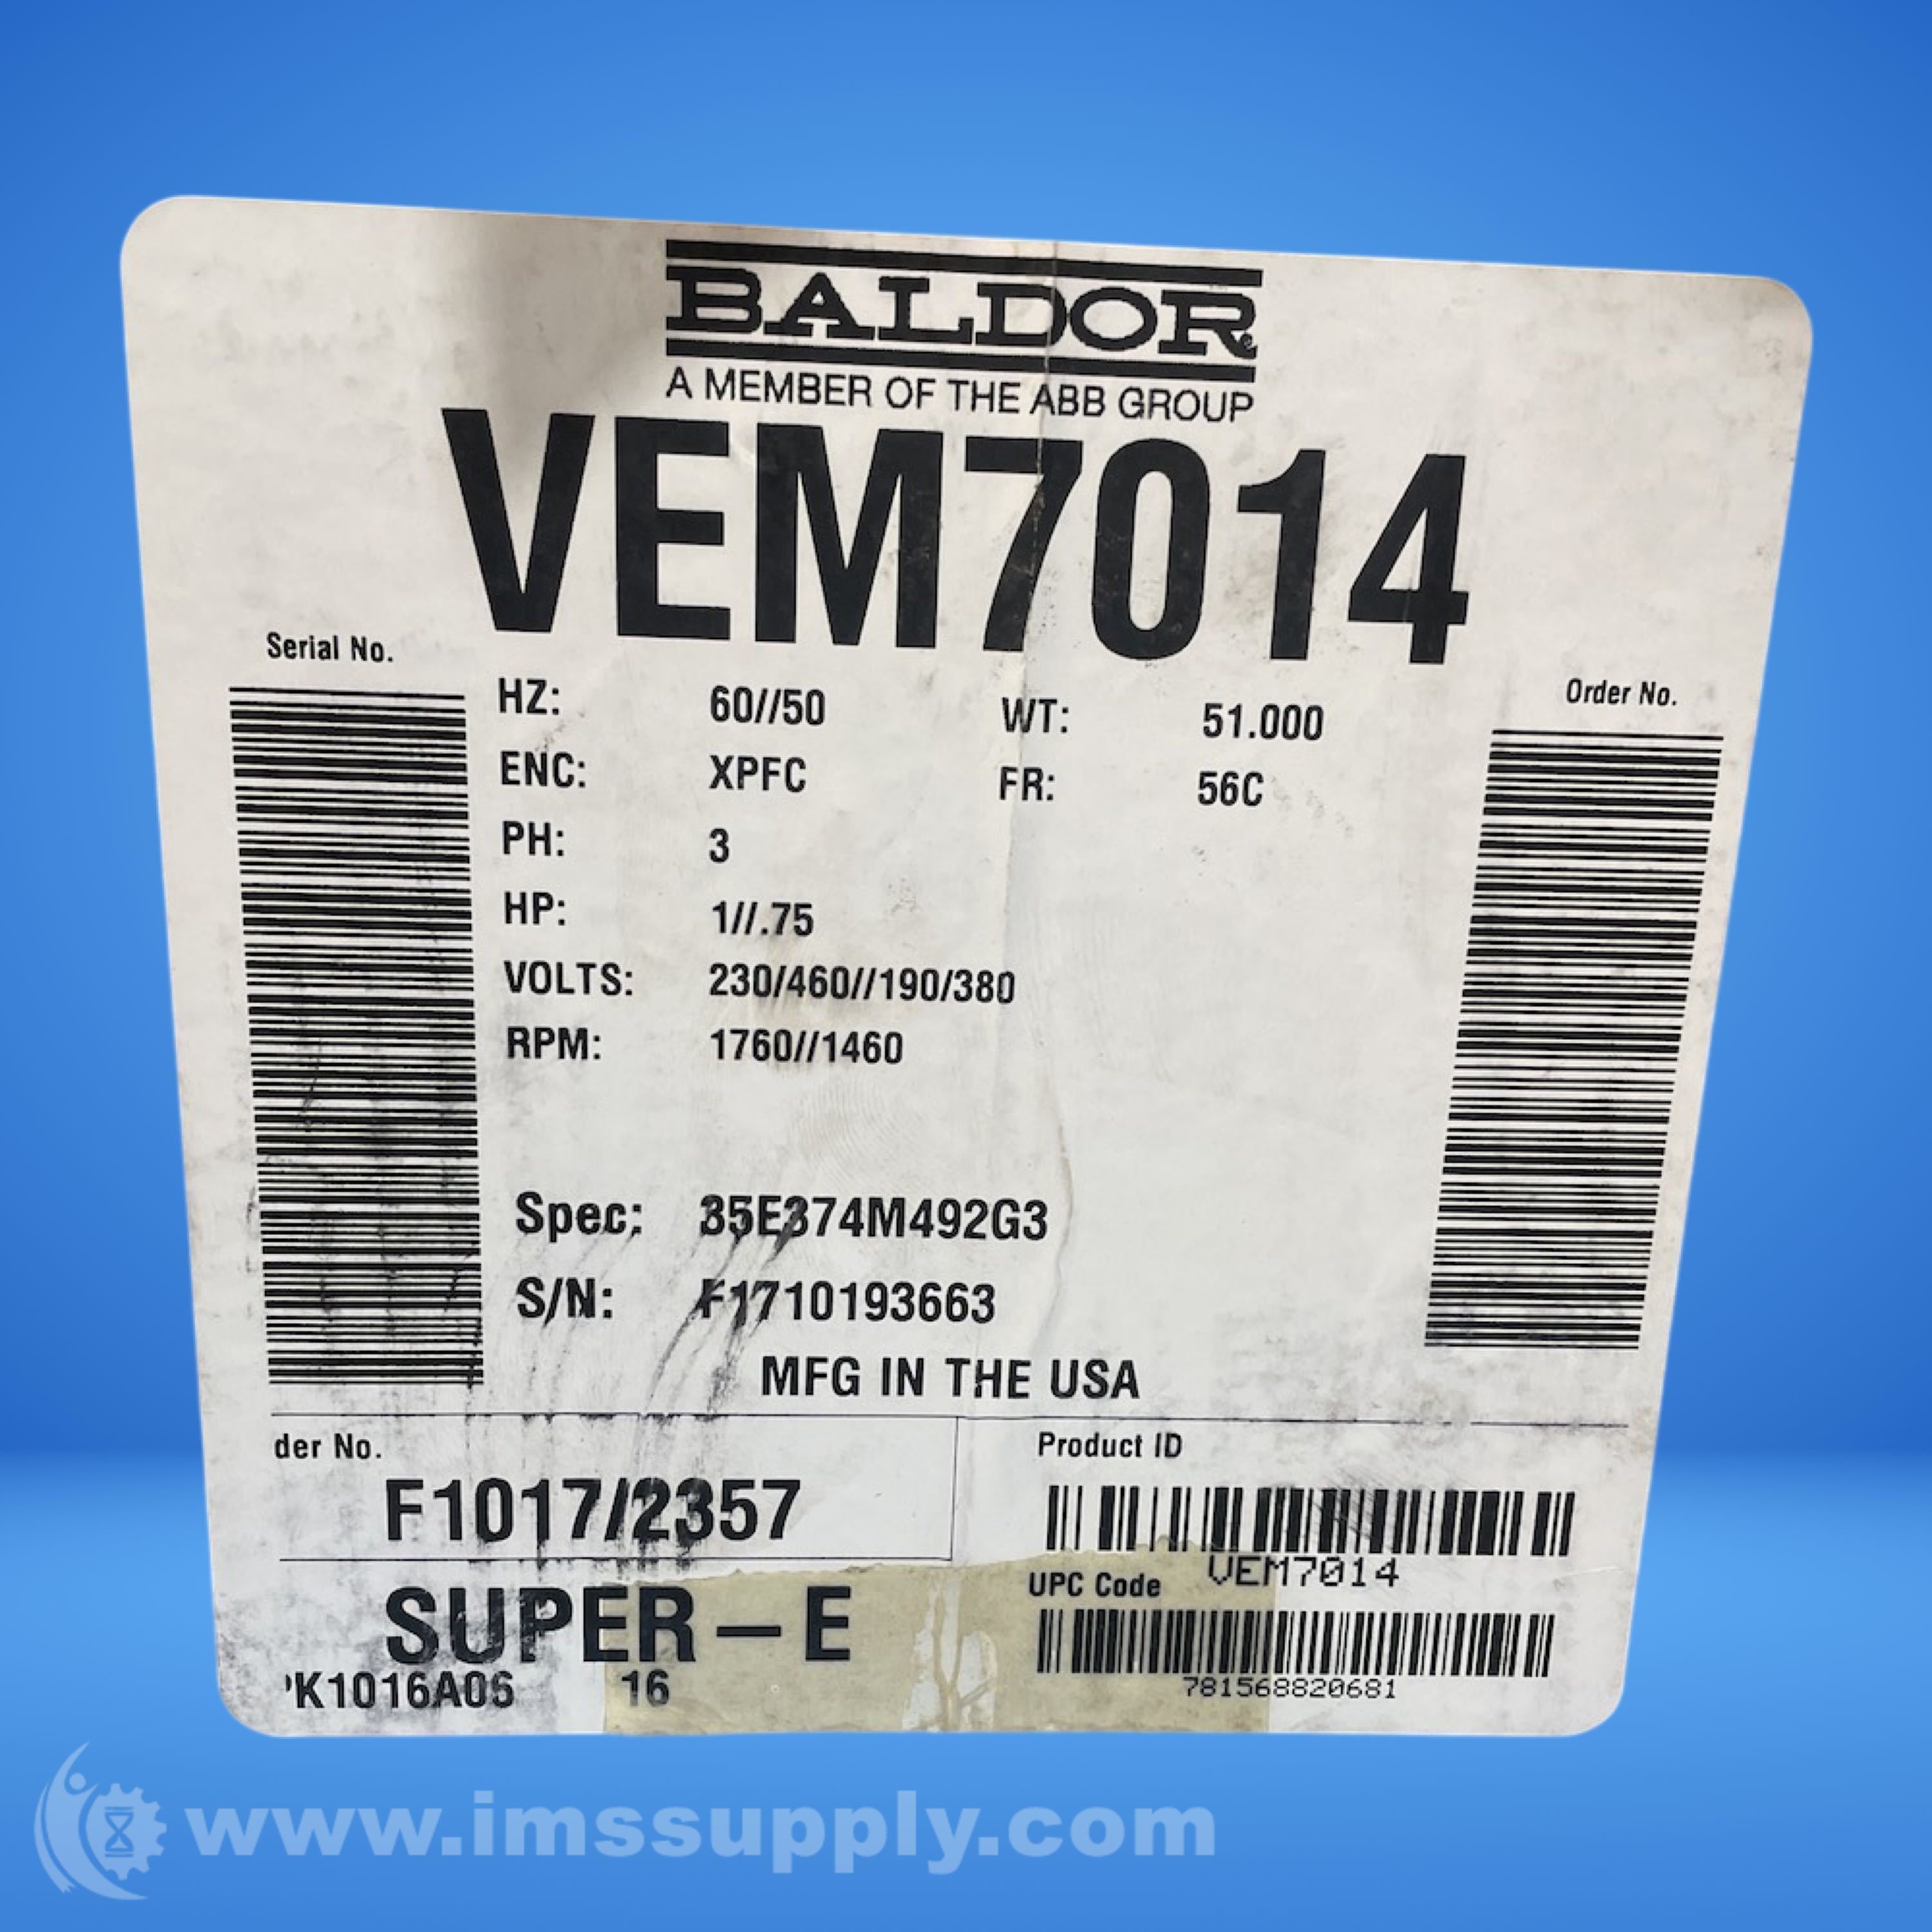 BALDOR
A MEMBER OF THE ABB GROUP
VEM7014
Serial No.
Order No.
HZ: 60//50 WT: 51.000
ENC: XPFC FR: 56C
PH: 3
HP: 1//.75
VOLTS: 230/460//190/380
RPM: 1760//1460
Spec: 35E374M492G3
S/N: F1710193663
MFG IN THE USA
der No.
F1017/2357
Product ID
VEM7014
SUPER-E
UPC Code
781568820681
'K1016A06 16
www.imssupply.com